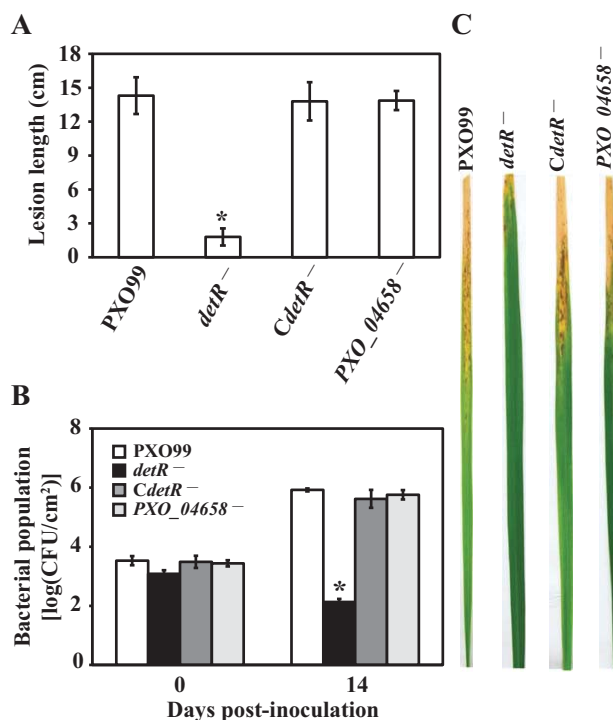 A
Lesion length (cm)
18
15
12
9
6
3
0
*
PXO99
detR−
CdetR−
PXO_04658−
B
Bacterial population
[log(CFU/cm²)]
8
6
4
2
0
PXO99
detR−
CdetR−
PXO_04658−
*
0
14
Days post-inoculation
C
PXO99
detR−
CdetR−
PXO_04658−